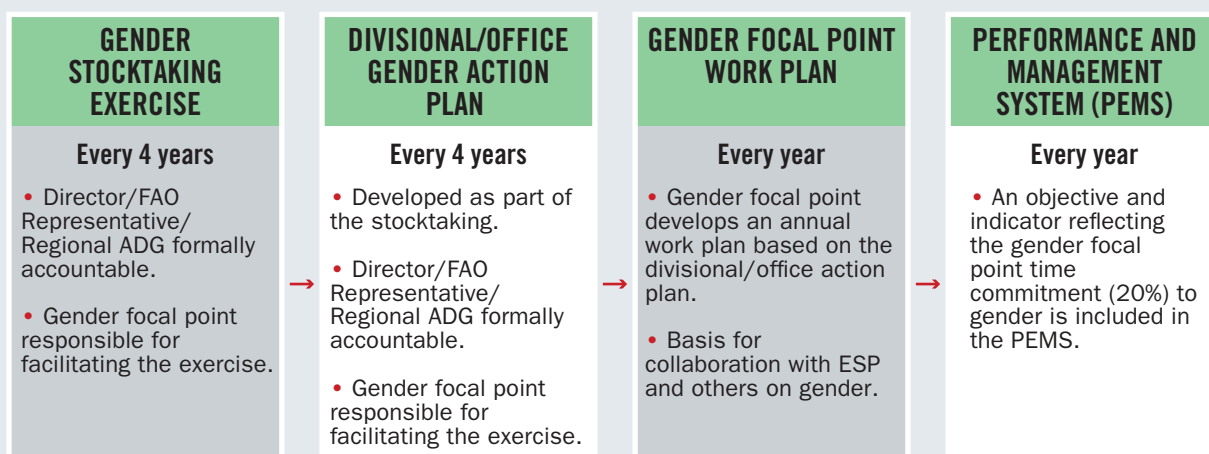 GENDER
STOCKTAKING
EXERCISE
Every 4 years
• Director/FAO
Representative/
Regional ADG formally
accountable.
• Gender focal point
responsible for
facilitating the exercise.
→
DIVISIONAL/OFFICE
GENDER ACTION
PLAN
Every 4 years
• Developed as part of
the stocktaking.
• Director/FAO
Representative/
Regional ADG formally
accountable.
• Gender focal point
responsible for
facilitating the exercise.
→
GENDER FOCAL POINT
WORK PLAN
Every year
• Gender focal point
develops an annual
work plan based on the
divisional/office action
plan.
• Basis for
collaboration with ESP
and others on gender.
→
PERFORMANCE AND
MANAGEMENT
SYSTEM (PEMS)
Every year
• An objective and
indicator reflecting
the gender focal
point time
commitment (20%) to
gender is included in
the PEMS.